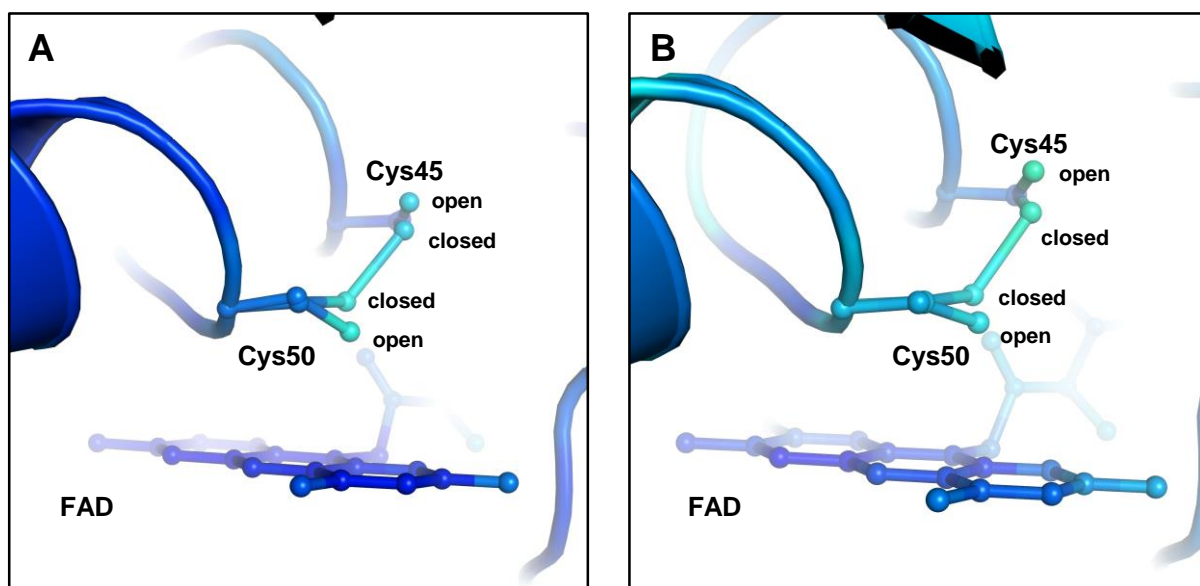 A
Cys45
open
closed
closed
open
Cys50
FAD
B
Cys45
open
closed
closed
open
Cys50
FAD